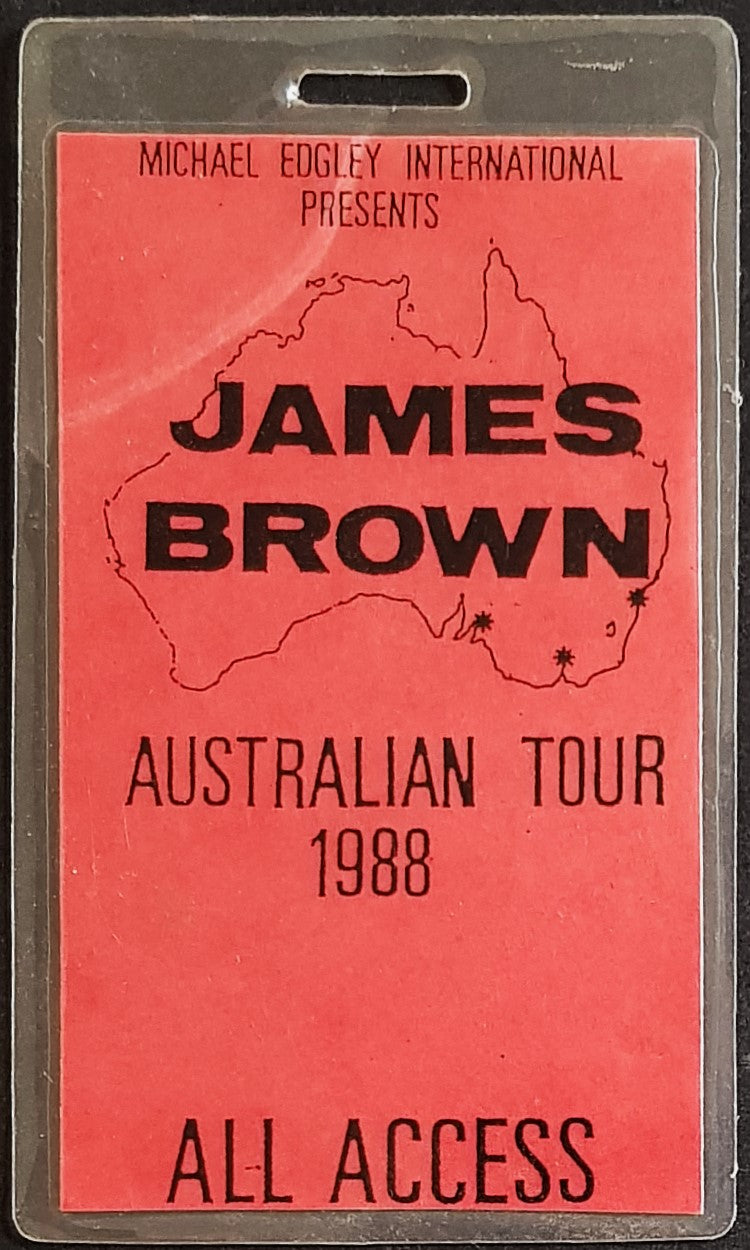 MICHAEL EDGLEY INTERNATIONAL
PRESENTS
JAMES
BROWN
AUSTRALIAN TOUR
1988
ALL ACCESS